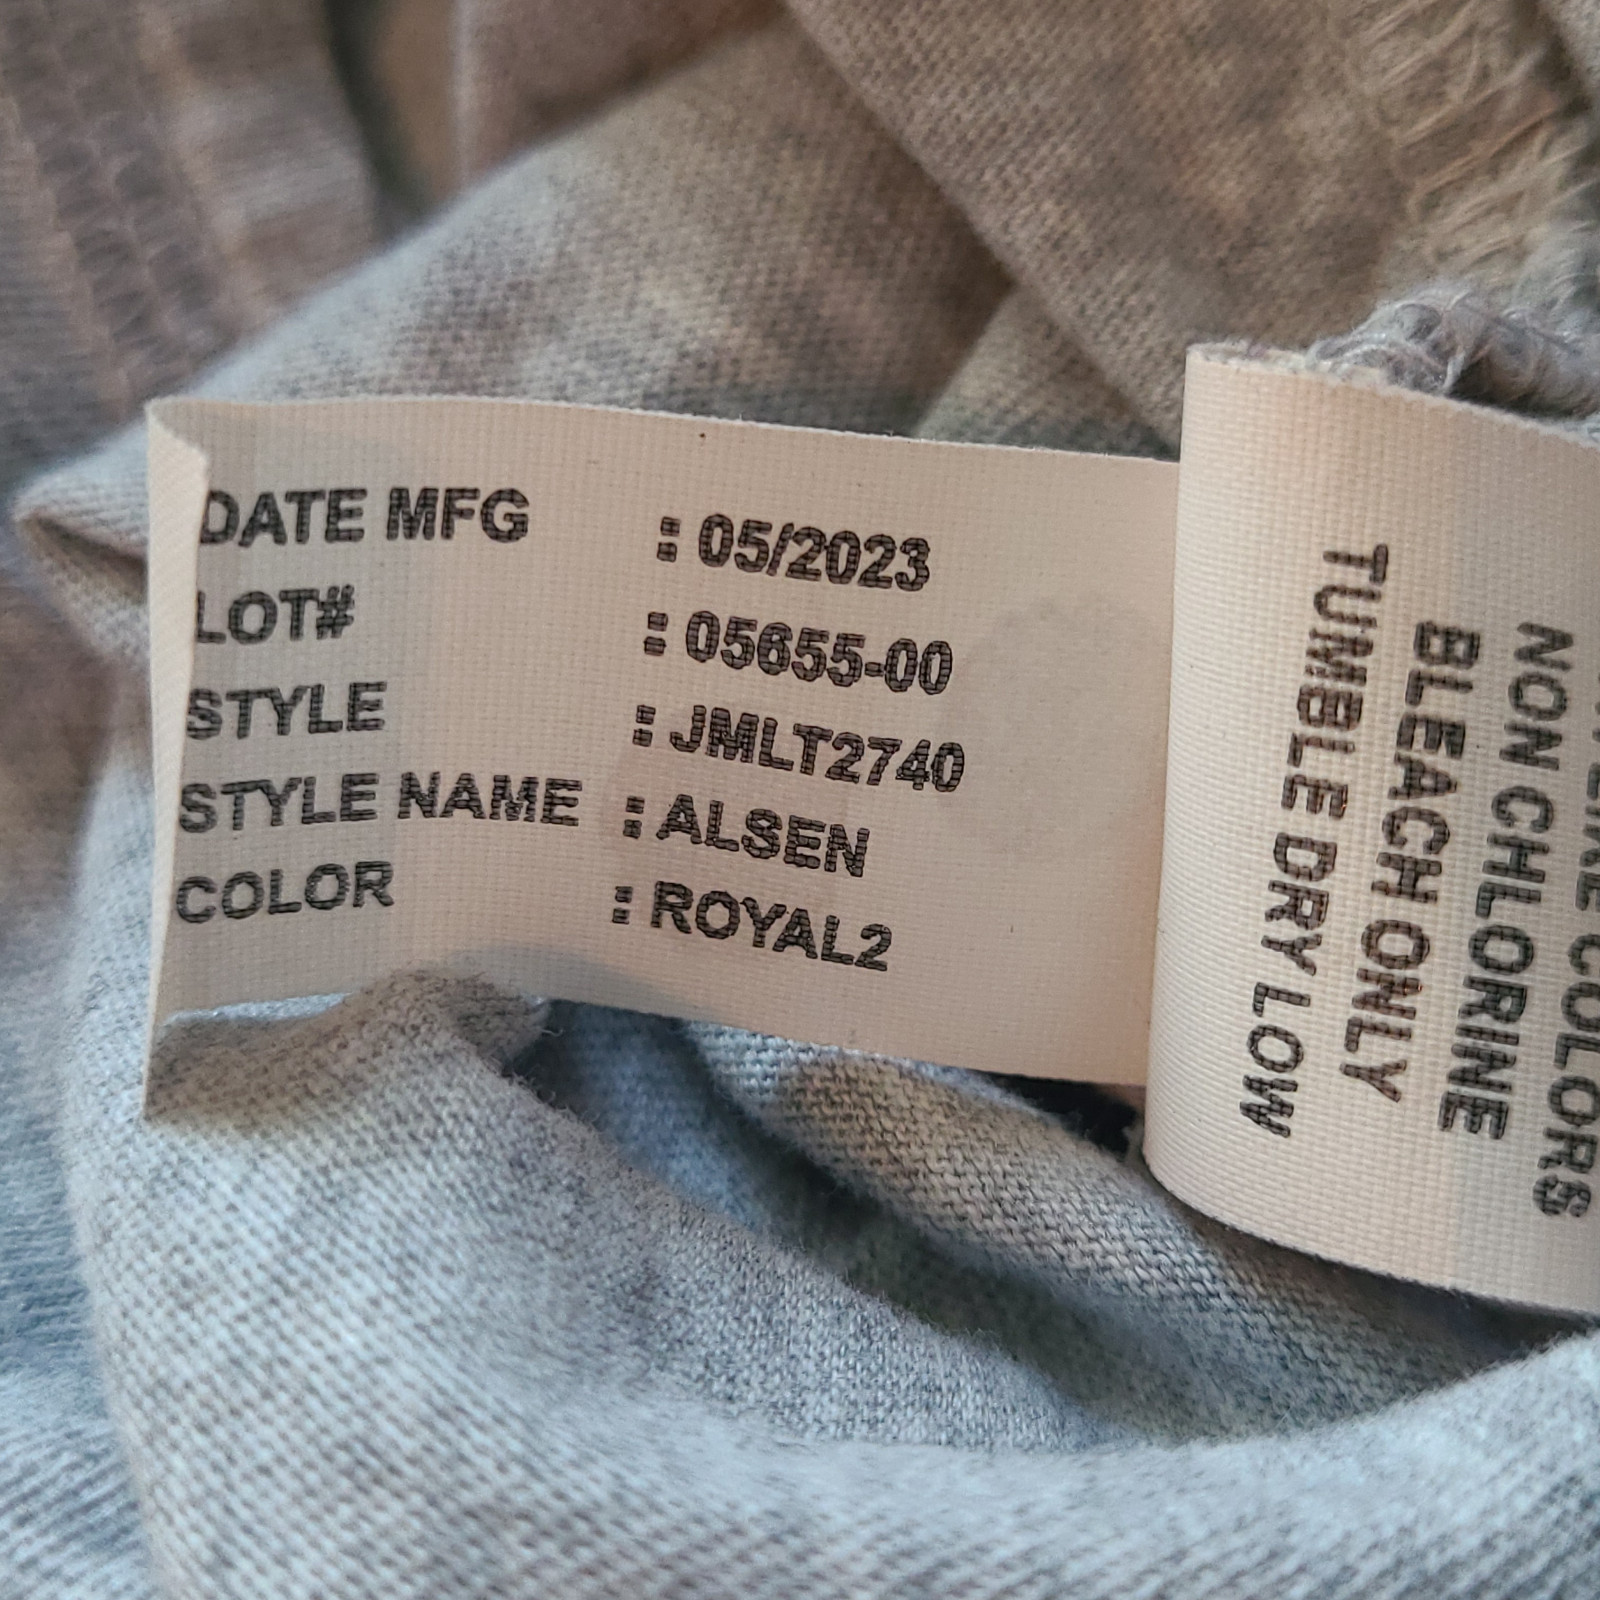 DATE MFG : 05/2023
LOT# : 05655-00
STYLE : JMLT2740
STYLE NAME : ALSEN
COLOR : ROYAL2
COLORS
NON CHLORINE
BLEACH ONLY
TUMBLE DRY LOW